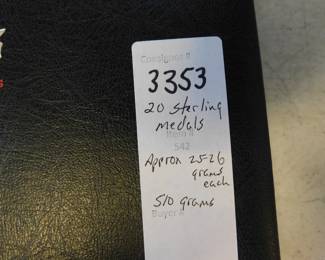 Consignor #
3353
20 sterling
medals
Item #
542
Approx 25-26
grams
each
510 grams
Buyer #